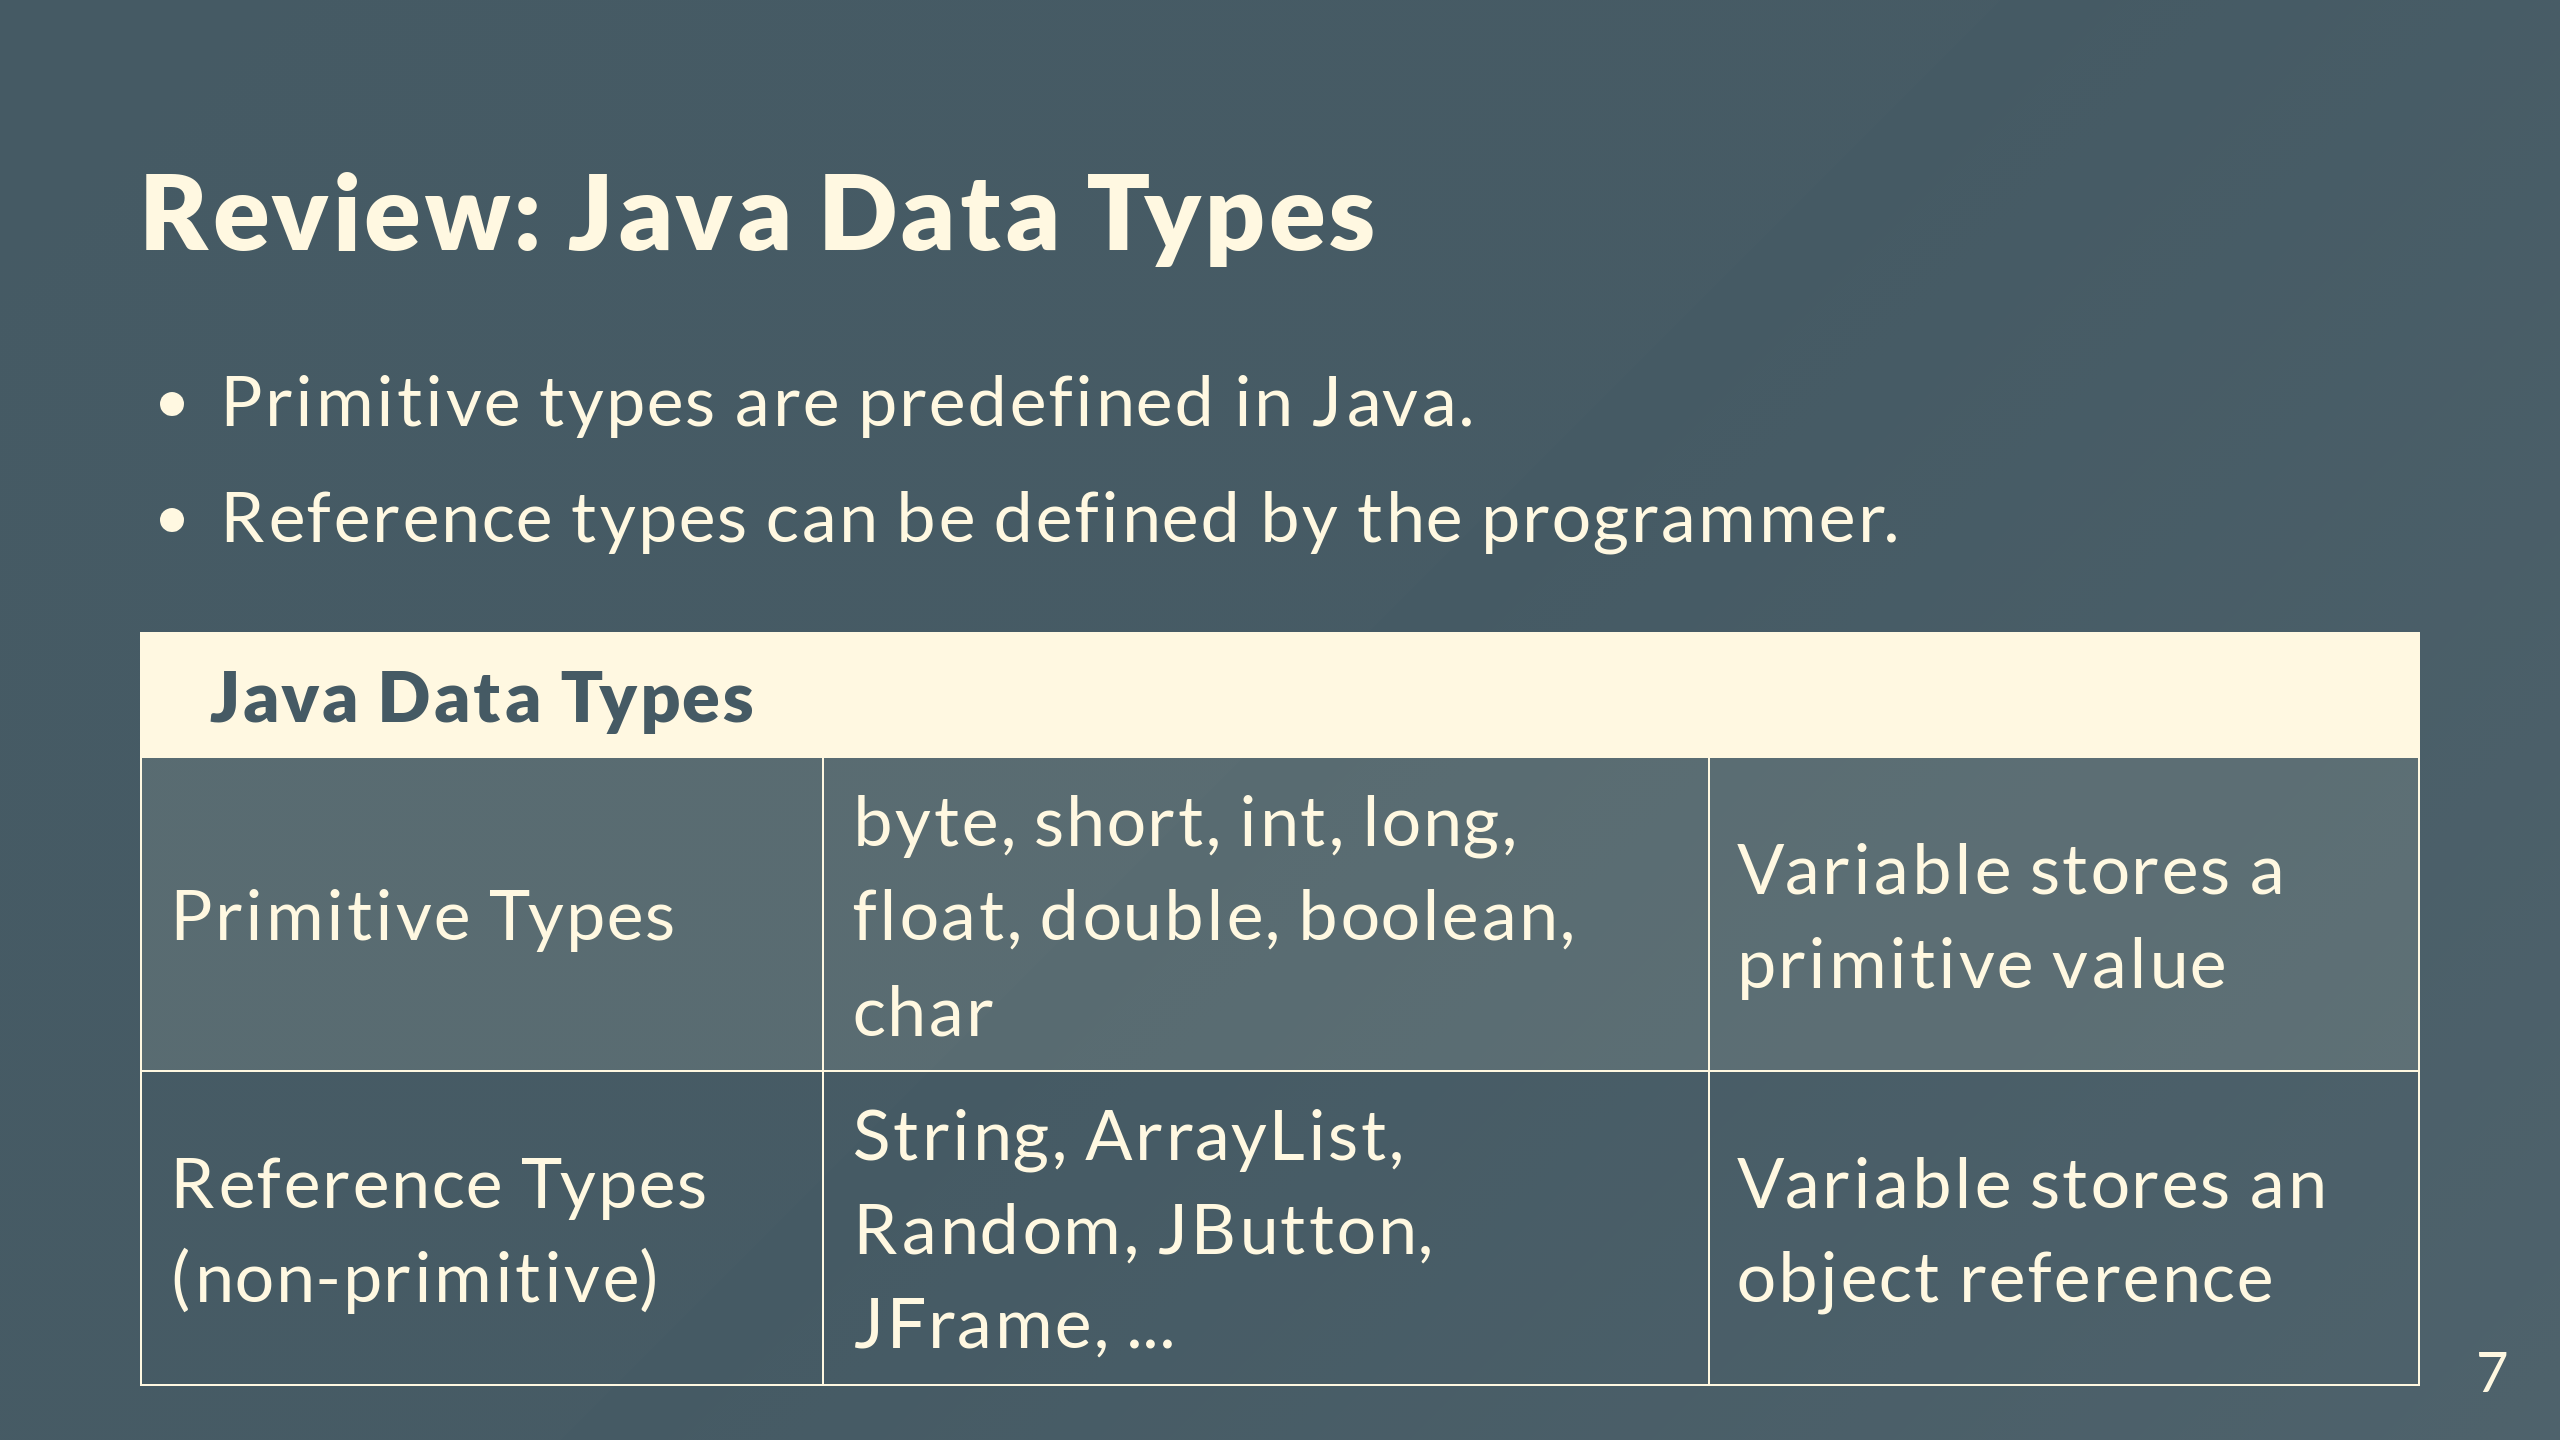 Review: Java Data Types
• Primitive types are predefined in Java.
• Reference types can be defined by the programmer.
Java Data Types
Primitive Types
byte, short, int, long,
float, double, boolean,
char
Variable stores a
primitive value
Reference Types
(non-primitive)
String, ArrayList,
Random, JButton,
JFrame, ...
Variable stores an
object reference
7